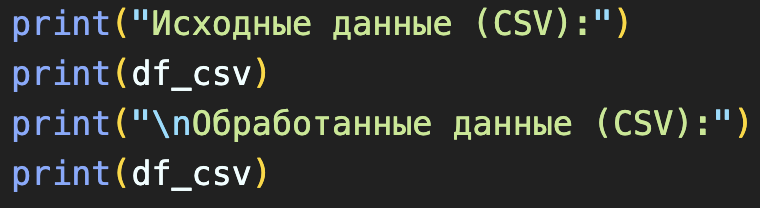 print("Исходные данные (CSV):")
print(df_csv)
print("\nОбработанные данные (CSV):")
print(df_csv)